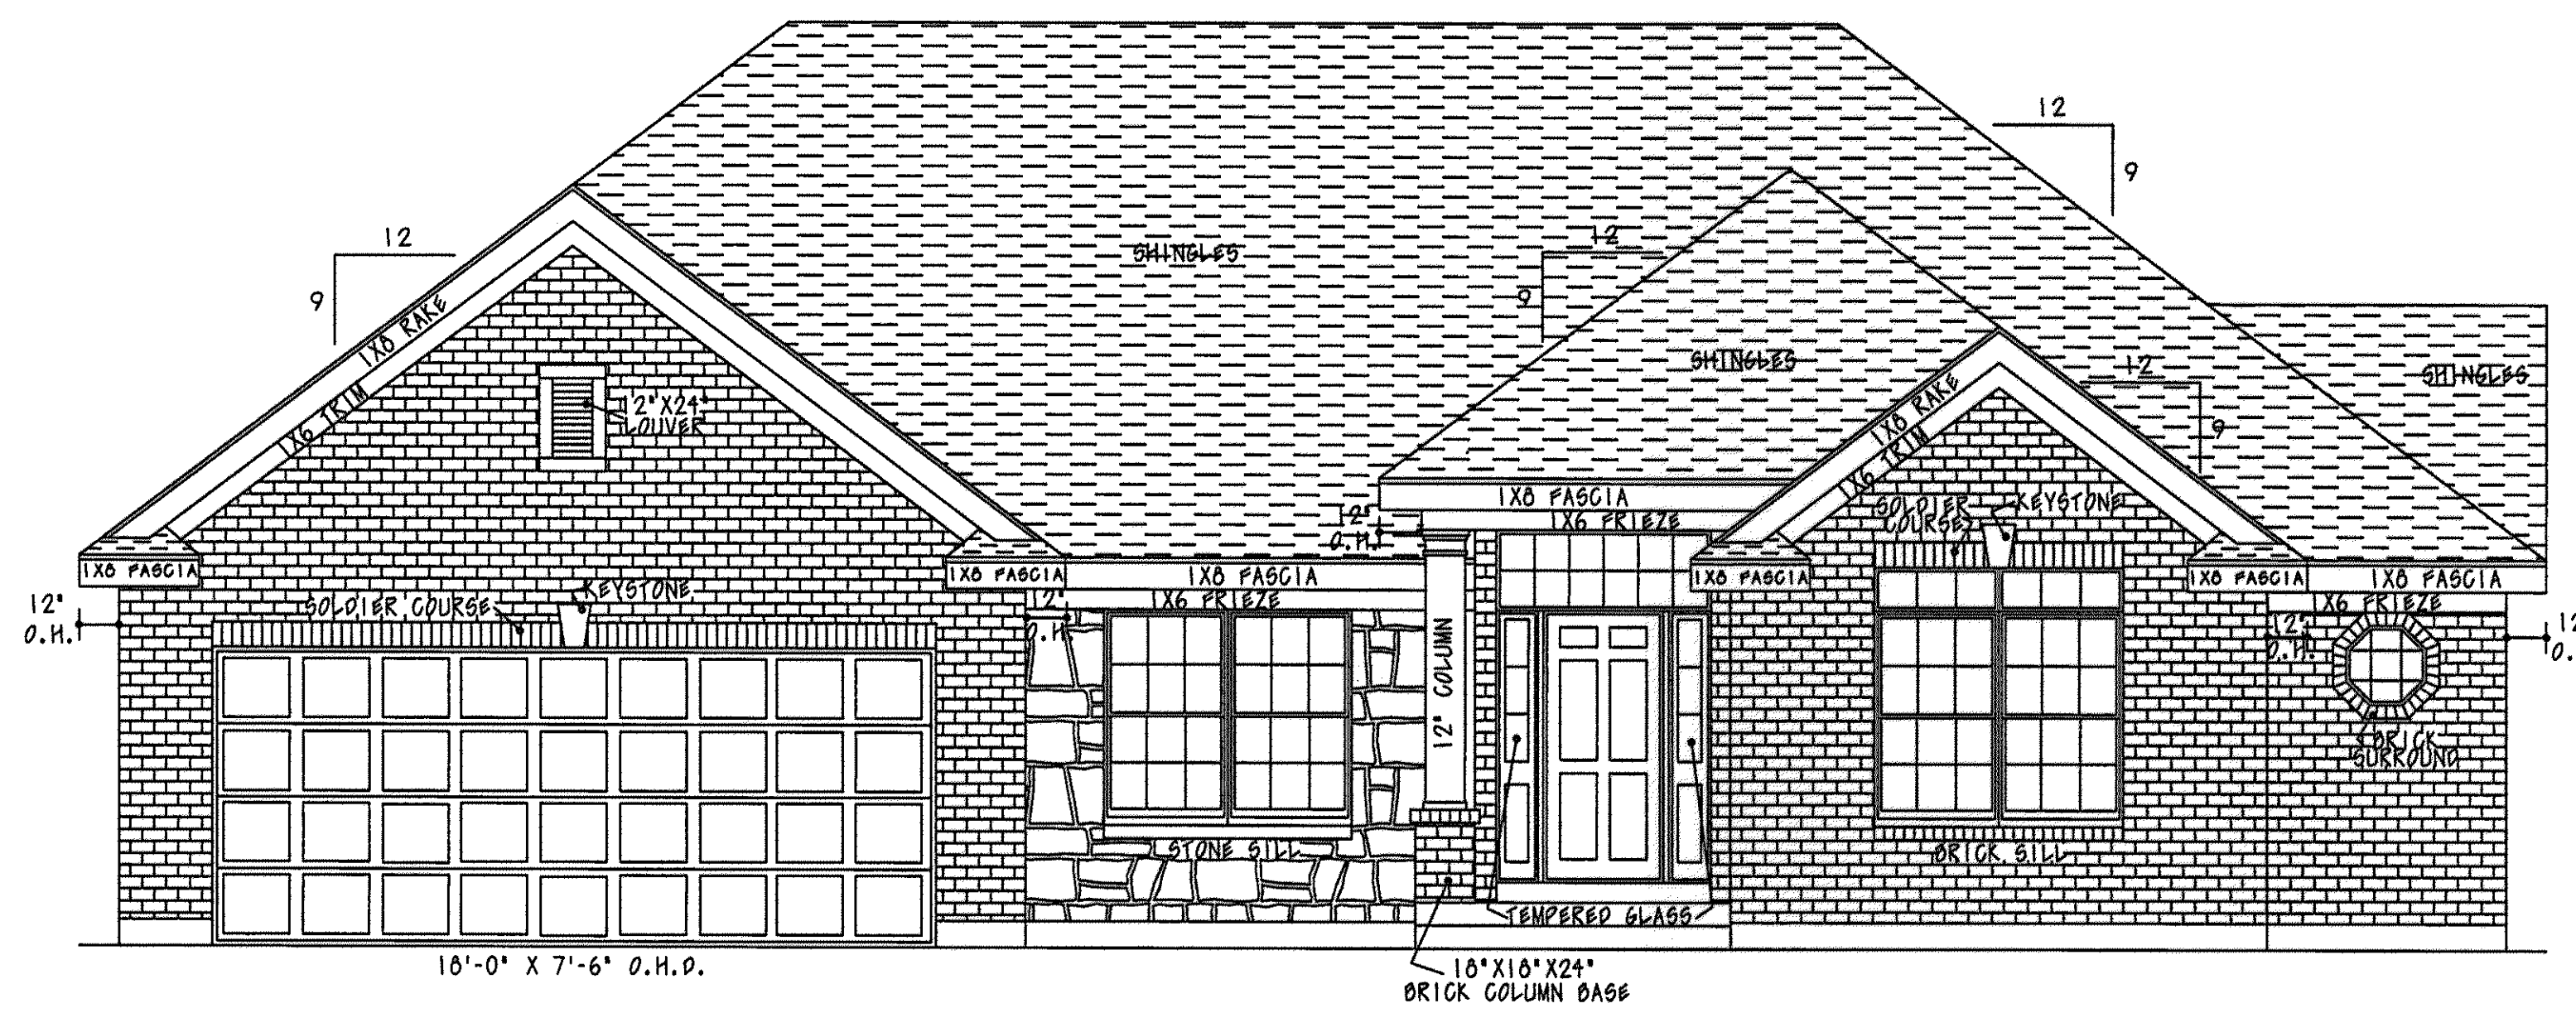 12
9
12
9
SHINGLES
12
9
SHINGLES
12
9
SHINGLES
1X8 RAKE
1X6 TRIM
12"X24"
LOUVER
1X8 RAKE
1X6 TRIM
1X8 FASCIA
1X6 FRIEZE
12"
O.H.
SOLDIER
COURSE
KEYSTONE
1X8 FASCIA
1X8 FASCIA
1X8 FASCIA
1X8 FASCIA
1X8 FASCIA
1X8 FASCIA
KEYSTONE
SOLDIER COURSE
12"
O.H.
12"
O.H.
1X6 FRIEZE
1X6 FRIEZE
12"
O.H.
12
O.
12" COLUMN
BRICK
SURROUND
STONE SILL
BRICK SILL
TEMPERED GLASS
18'-0" X 7'-6" O.H.D.
18"X18"X24"
BRICK COLUMN BASE